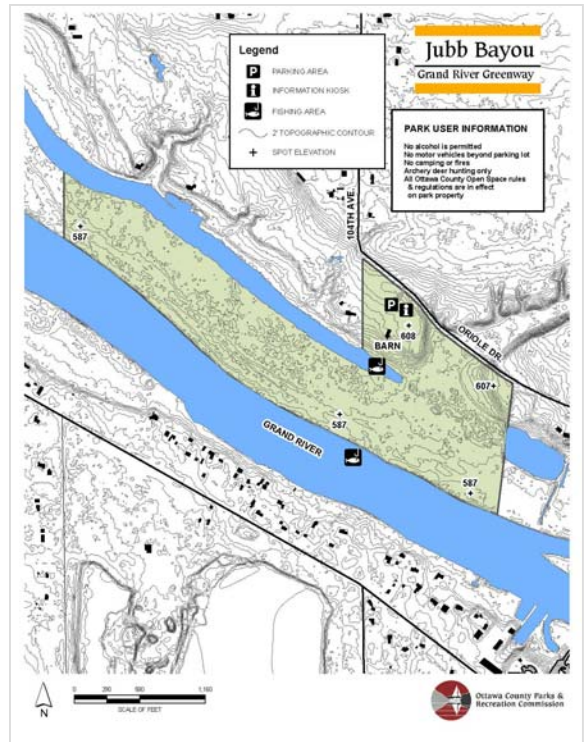 Jubb Bayou
Grand River Greenway
Legend
P PARKING AREA
INFORMATION KIOSK
FISHING AREA
2' TOPOGRAPHIC CONTOUR
+ SPOT ELEVATION
PARK USER INFORMATION
No alcohol is permitted
No motor vehicles beyond parking lot
No camping or fires
Archery deer hunting only
All Ottawa County Open Space rules
& regulations are in effect
on park property
104TH AVE.
587
P
608
BARN
ORIOLE DR.
607
587
GRAND RIVER
587
N
0
580
1,160
SCALE OF FEET
Ottawa County Parks &
Recreation Commission